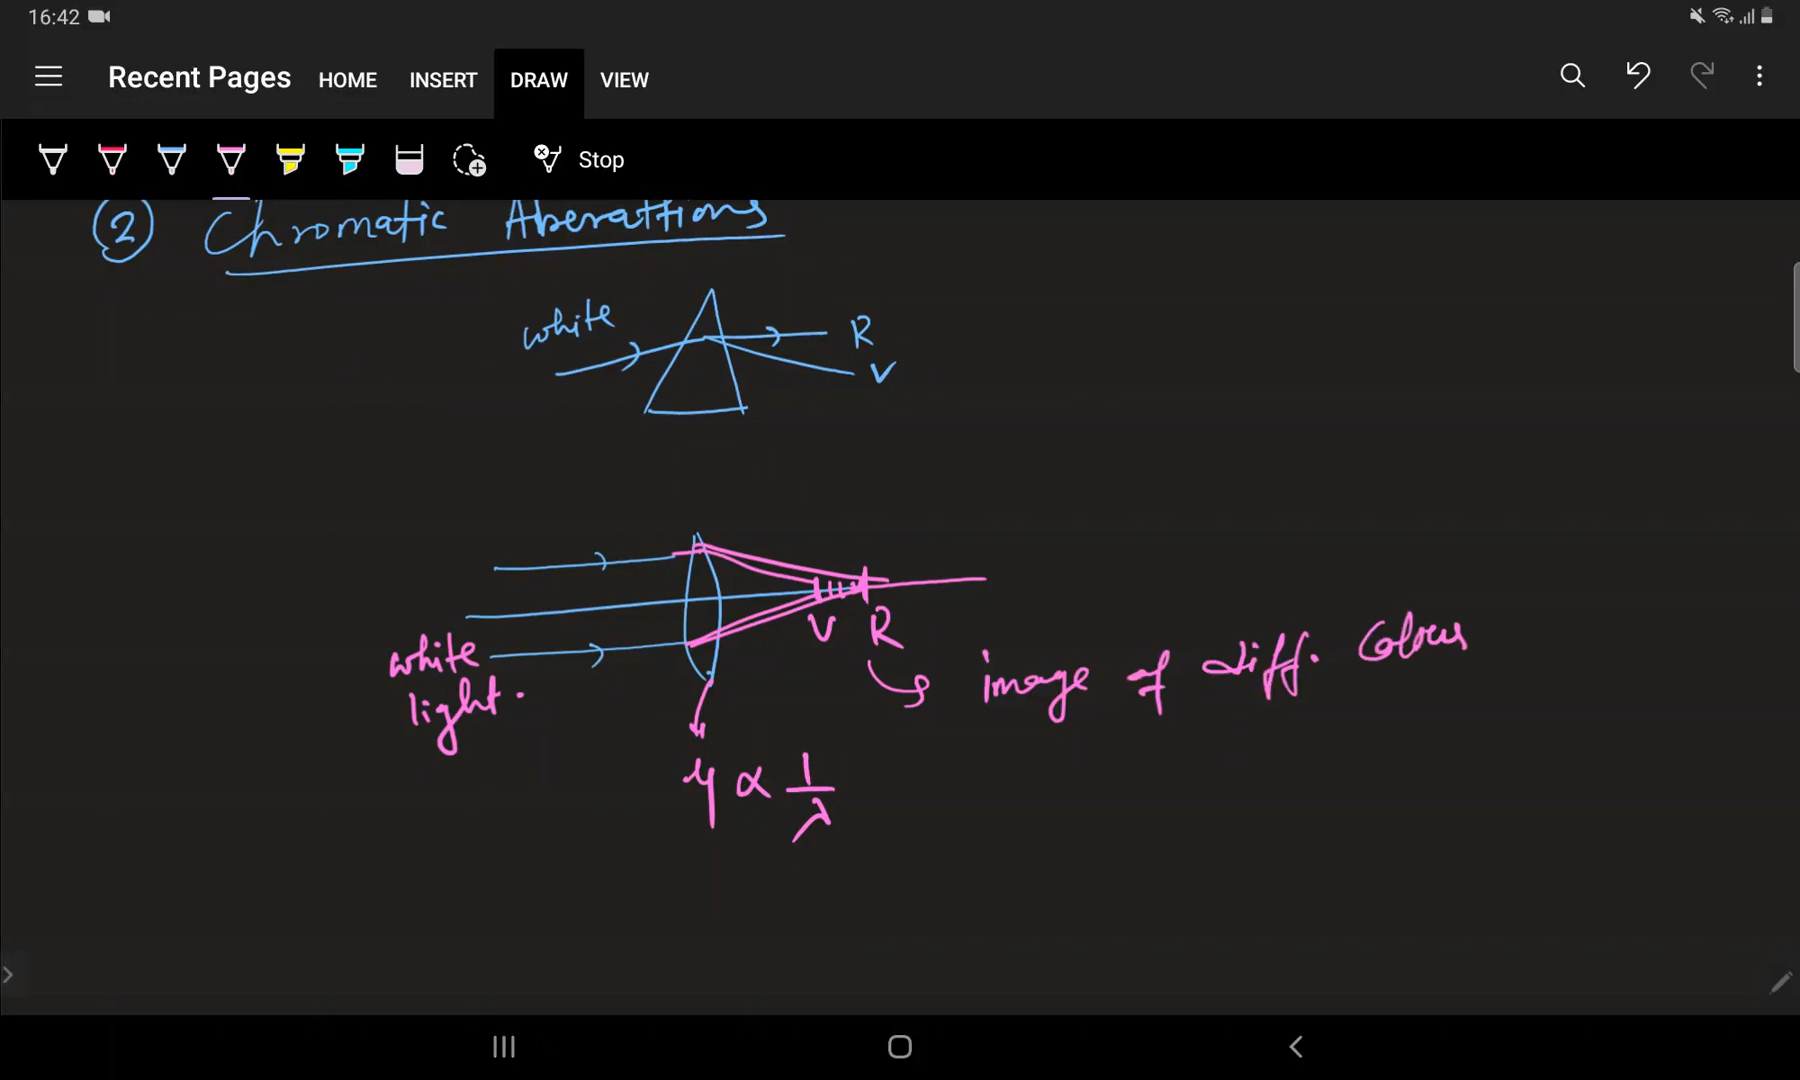 16:42
Recent Pages HOME INSERT DRAW VIEW
Stop
② Chromatic Aberattions
white
R
V
V R
white
light.
image of diff. Colours
μ ∝ 1/λ